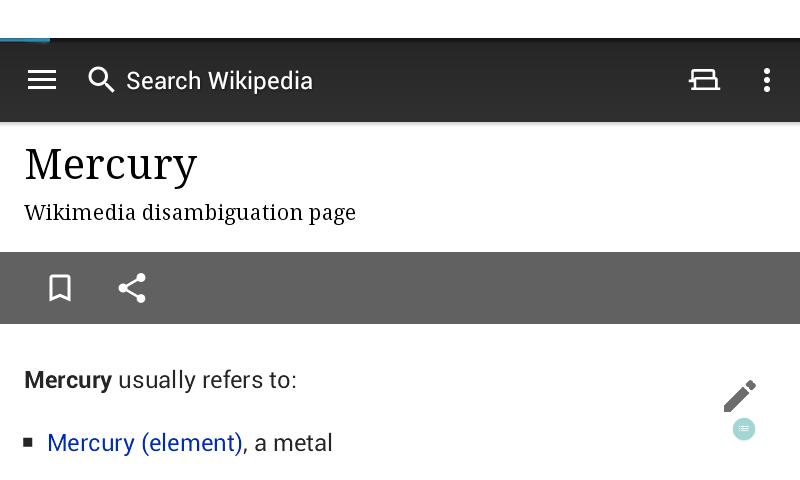 Search Wikipedia
Mercury
Wikimedia disambiguation page
Mercury usually refers to:
Mercury (element), a metal